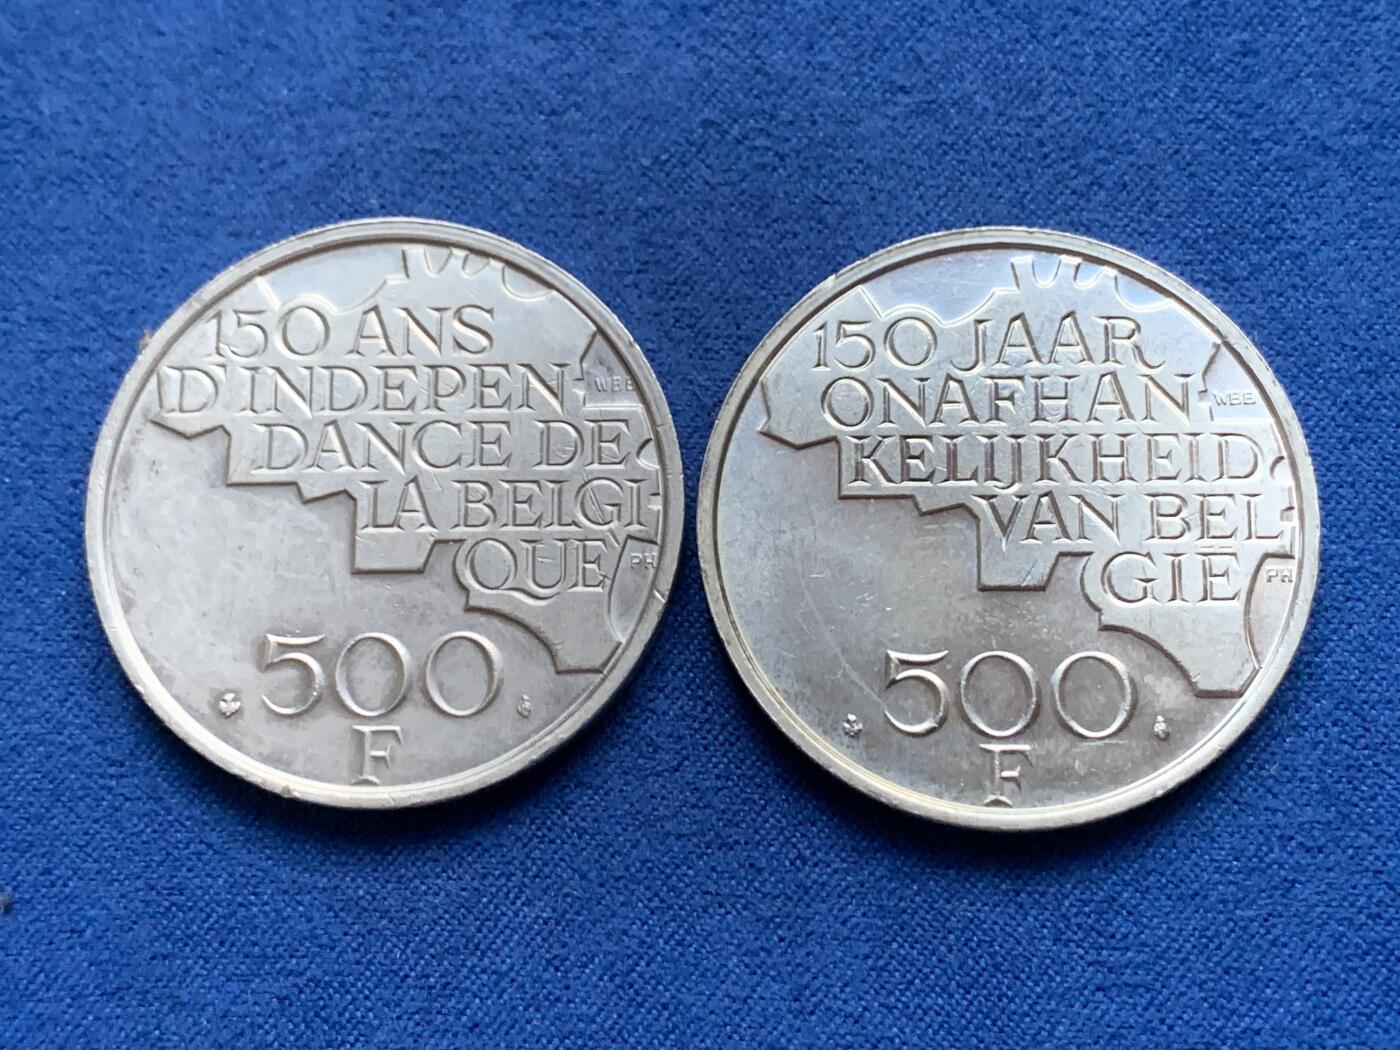 150 ANS
D'INDEPEN-
DANCE DE
LA BELGI-
QUE
WBB
PH
500
F
150 JAAR
ONAFHAN-
KELIJKHEID
VAN BEL-
GIË
WBB
PH
500
F